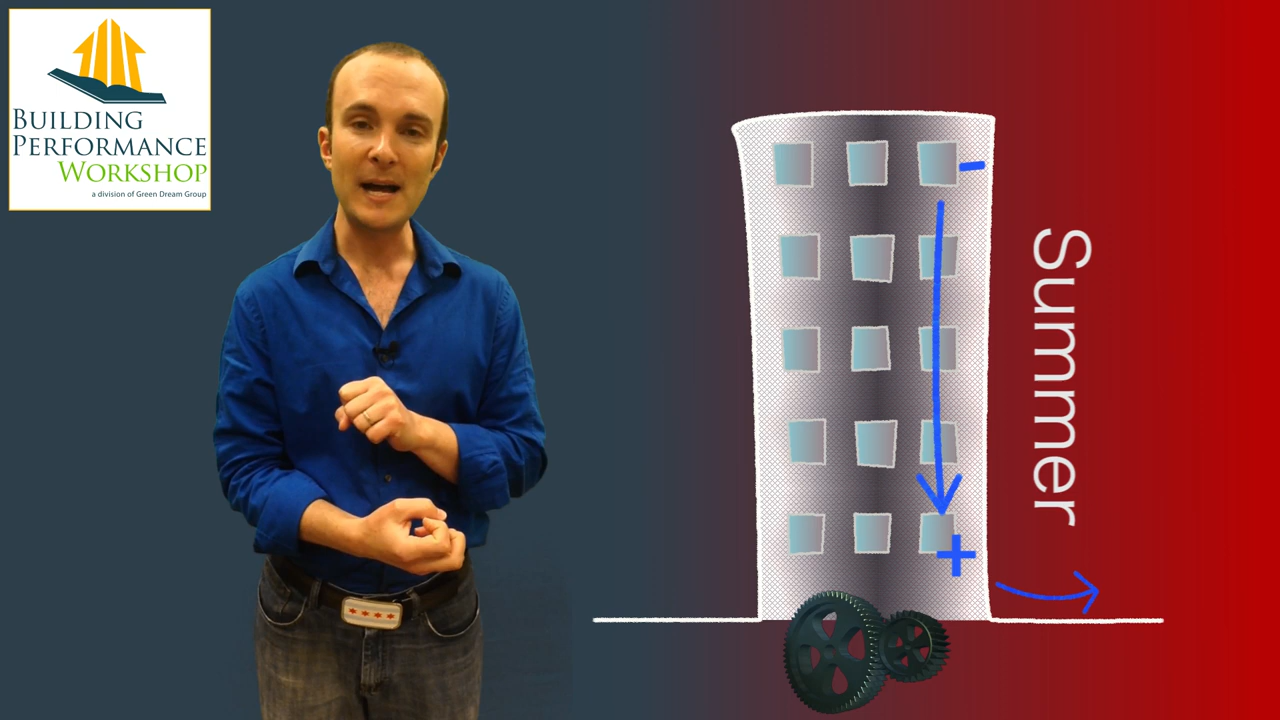 BUILDING
PERFORMANCE
WORKSHOP
a division of Green Dream Group
Summer
-
+